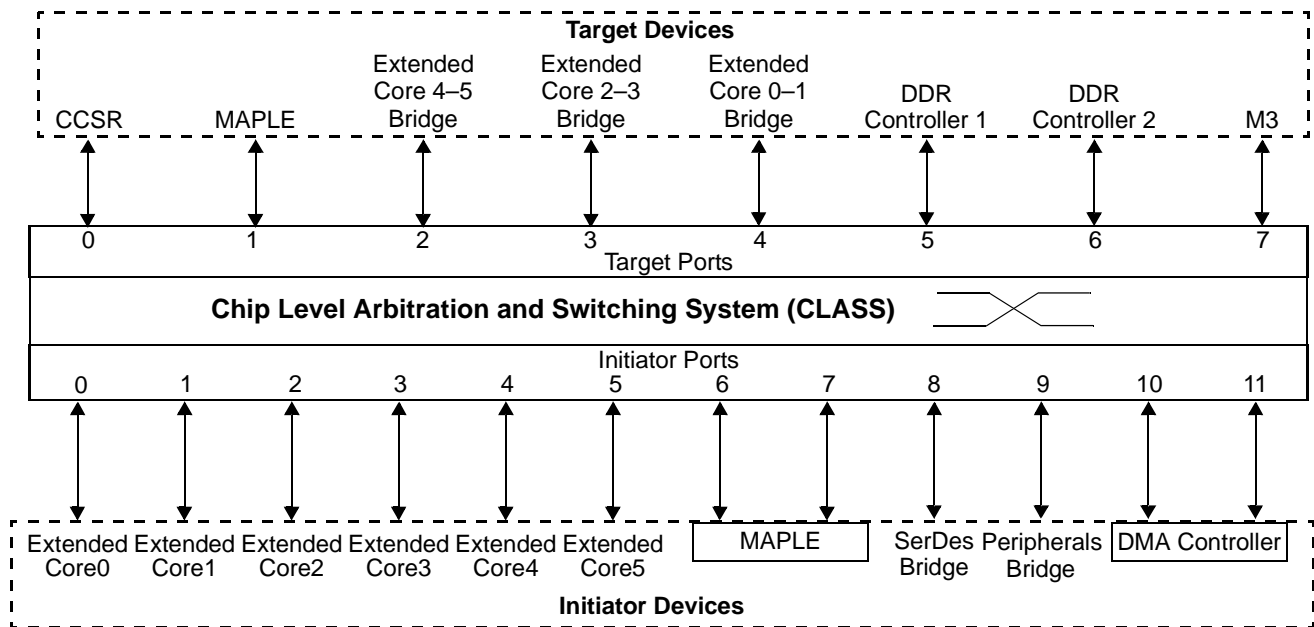 Target Devices
CCSR
MAPLE
Extended
Core 4–5
Bridge
Extended
Core 2–3
Bridge
Extended
Core 0–1
Bridge
DDR
Controller 1
DDR
Controller 2
M3
0 1 2 3 4 5 6 7
Target Ports
Chip Level Arbitration and Switching System (CLASS)
Initiator Ports
0 1 2 3 4 5 6 7 8 9 10 11
Extended
Core0
Extended
Core1
Extended
Core2
Extended
Core3
Extended
Core4
Extended
Core5
MAPLE
SerDes
Bridge
Peripherals
Bridge
DMA Controller
Initiator Devices